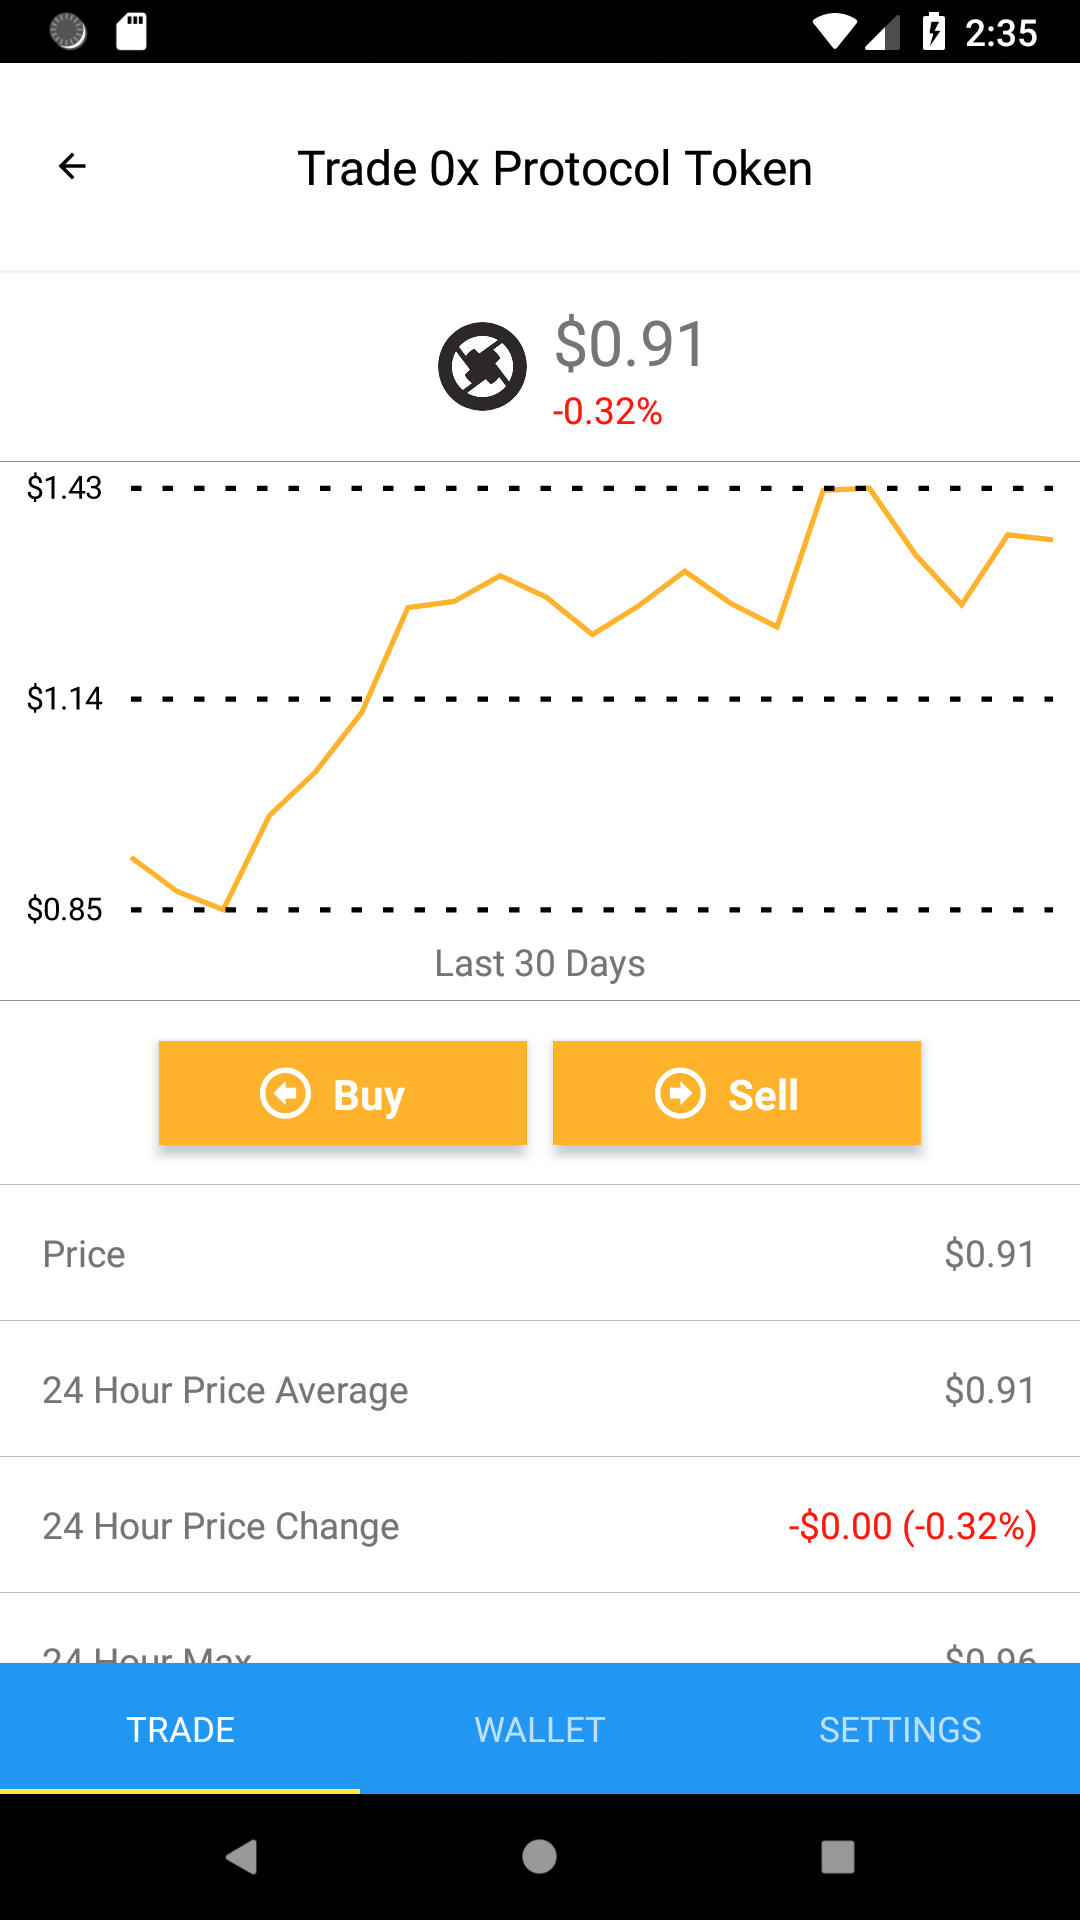 2:35
Trade 0x Protocol Token
$0.91
-0.32%
$1.43
$1.14
$0.85
Last 30 Days
Buy
Sell
Price $0.91
24 Hour Price Average $0.91
24 Hour Price Change -$0.00 (-0.32%)
24 Hour Max $0.96
TRADE WALLET SETTINGS